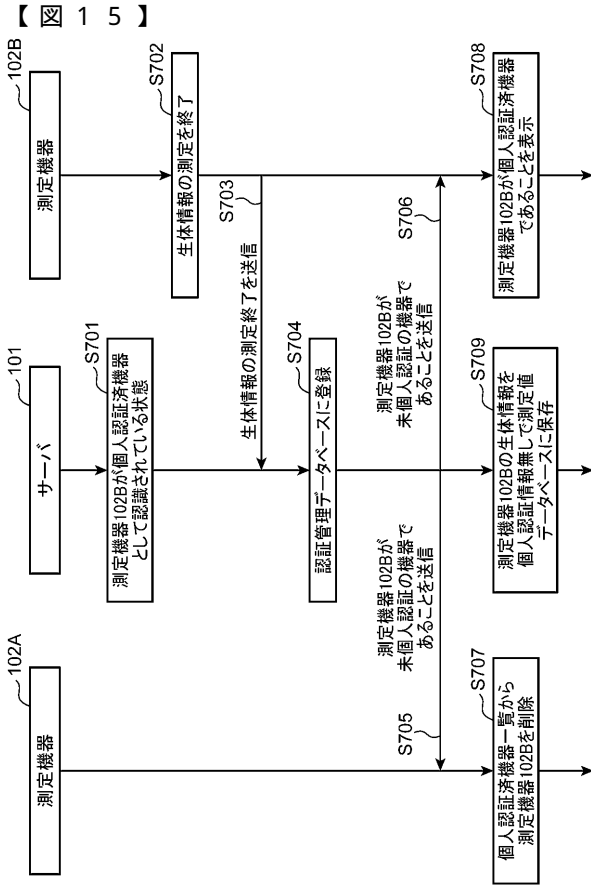 【図１５】
102A
測定機器
101
サーバ
102B
測定機器
S701
測定機器102Bが個人認証済機器
として認識されている状態
S702
生体情報の測定を終了
S703
生体情報の測定終了を送信
S704
認証管理データベースに登録
S705
測定機器102Bが
未個人認証の機器で
あることを送信
S706
測定機器102Bが
未個人認証の機器で
あることを送信
S707
個人認証済機器一覧から
測定機器102Bを削除
S709
測定機器102Bの生体情報を
個人認証情報無しで測定値
データベースに保存
S708
測定機器102Bが個人認証済機器
であることを表示